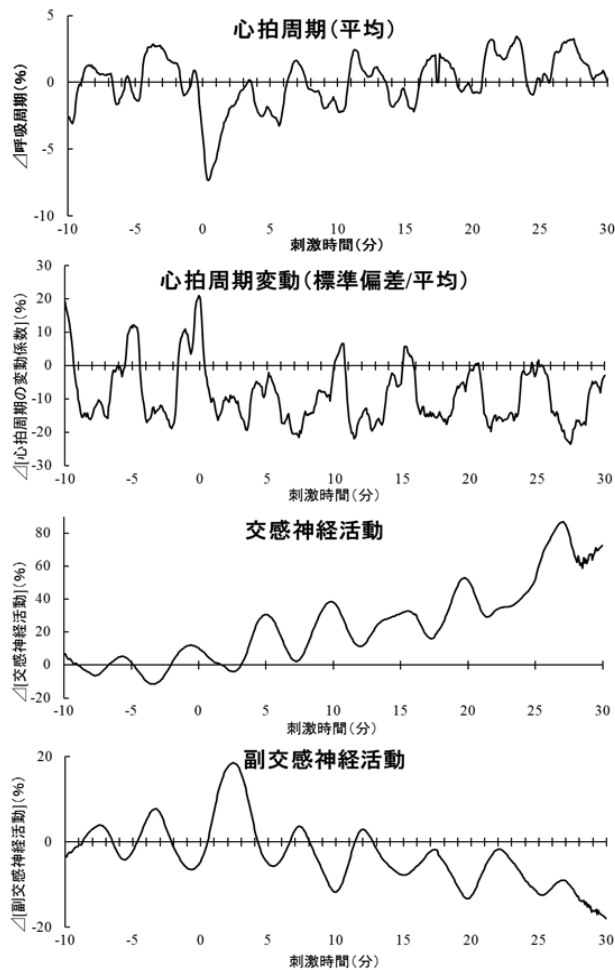 心拍周期(平均)
⊿呼吸周期(%)
5
0
-5
-10
-10 -5 0 5 10 15 20 25 30
刺激時間(分)
心拍周期変動(標準偏差/平均)
⊿[心拍周期の変動係数](%)
30
20
10
0
-10
-20
-30
-10 -5 0 5 10 15 20 25 30
刺激時間(分)
交感神経活動
⊿[交感神経活動](%)
80
60
40
20
0
-20
-10 -5 0 5 10 15 20 25 30
刺激時間(分)
副交感神経活動
⊿[副交感神経活動](%)
20
0
-20
-10 -5 0 5 10 15 20 25 30
刺激時間(分)